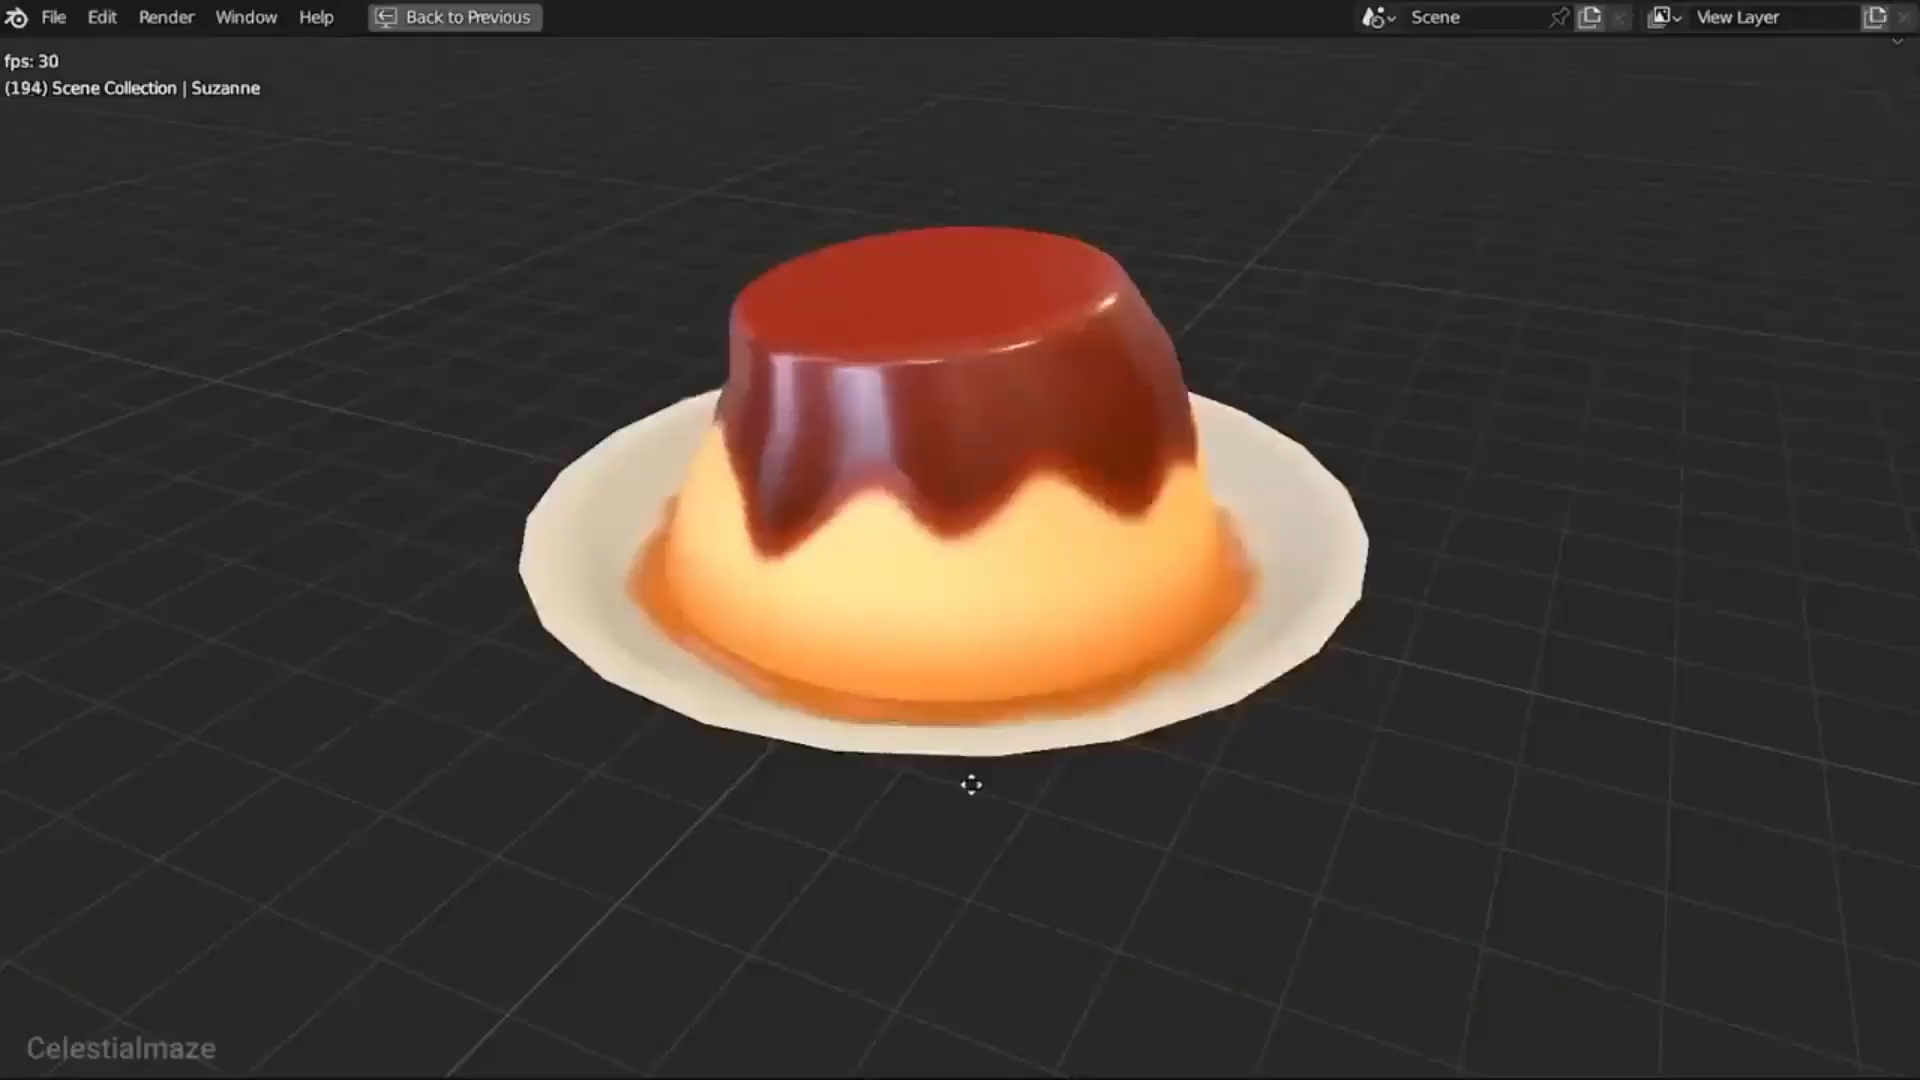 File Edit Render Window Help Back to Previous Scene View Layer
fps: 30
(194) Scene Collection | Suzanne
Celestialmaze